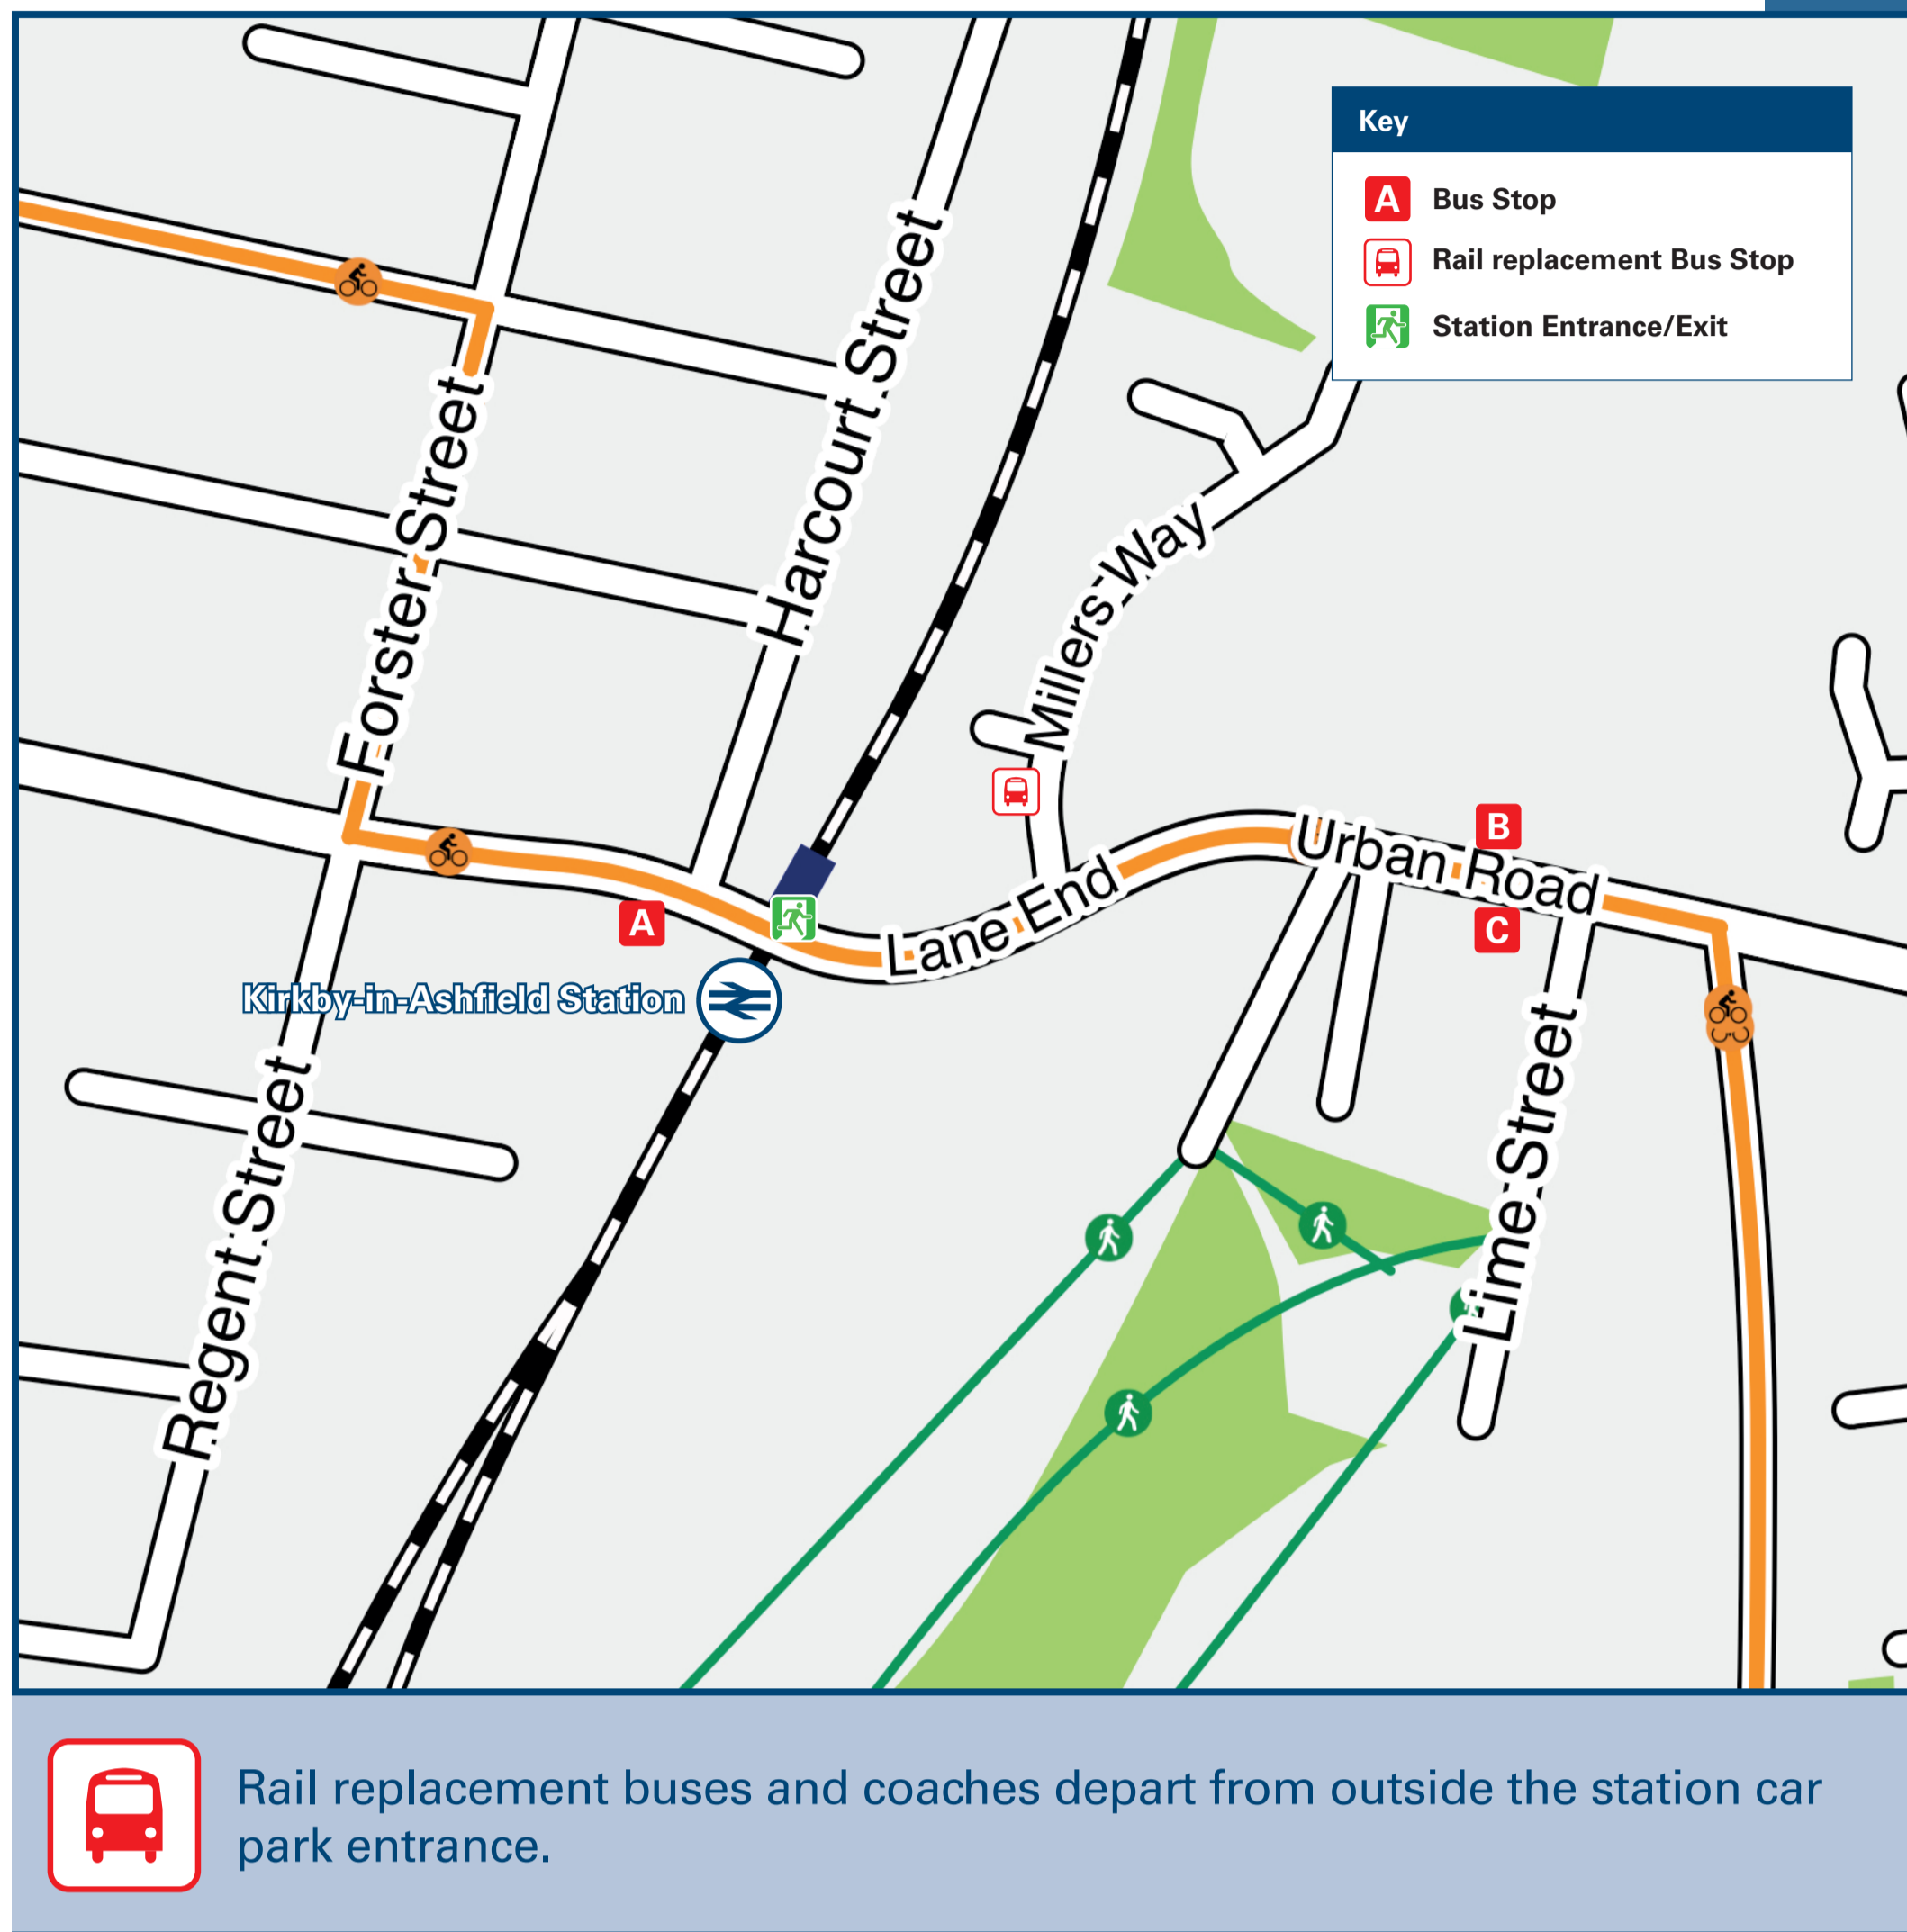 Key
A Bus Stop
Rail replacement Bus Stop
Station Entrance/Exit
Forster Street
Harcourt Street
Millers Way
Lane End
Urban Road
A
B
C
Kirkby-in-Ashfield Station
Lime Street
Regent Street
Rail replacement buses and coaches depart from outside the station car
park entrance.